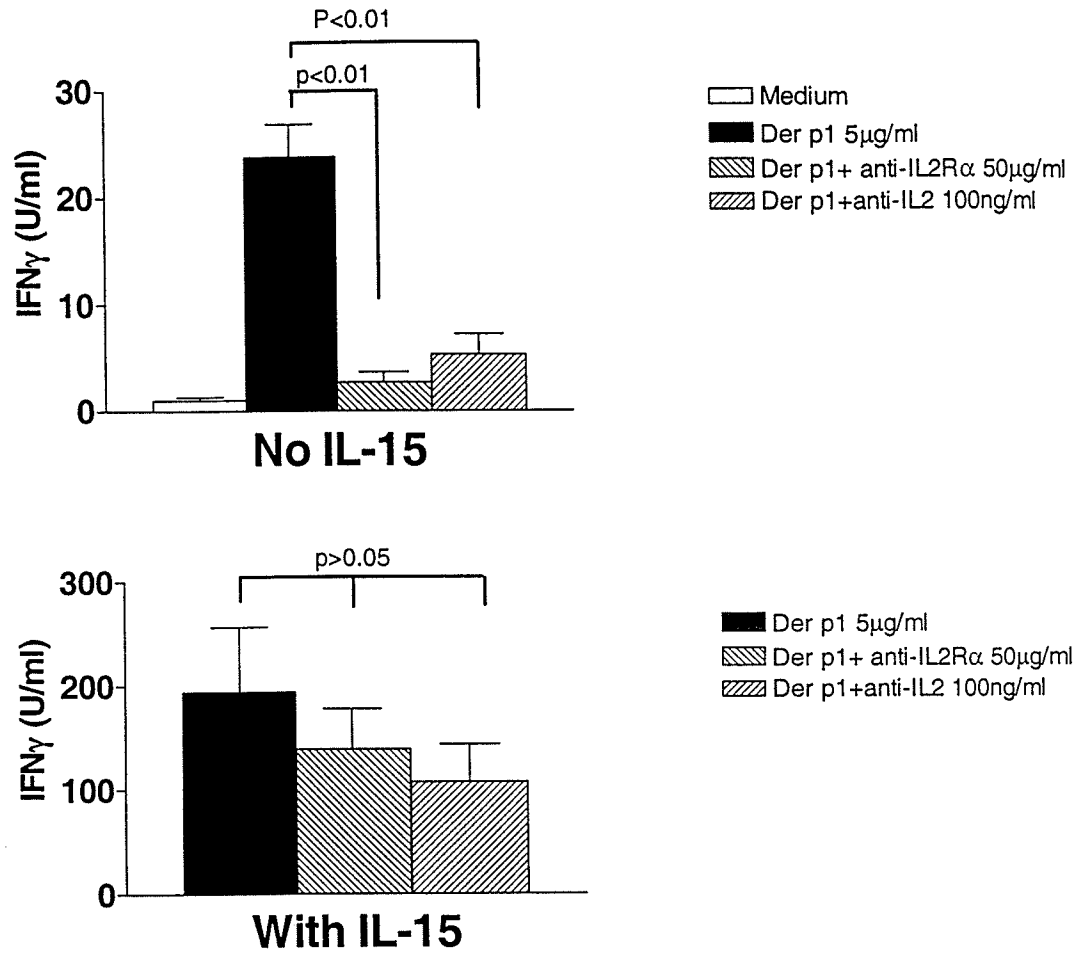 P<0.01
p<0.01
30
20
10
0
IFNγ (U/ml)
No IL-15
Medium
Der p1 5μg/ml
Der p1+ anti-IL2Rα 50μg/ml
Der p1+anti-IL2 100ng/ml
p>0.05
300
200
100
0
IFNγ (U/ml)
With IL-15
Der p1 5μg/ml
Der p1+ anti-IL2Rα 50μg/ml
Der p1+anti-IL2 100ng/ml